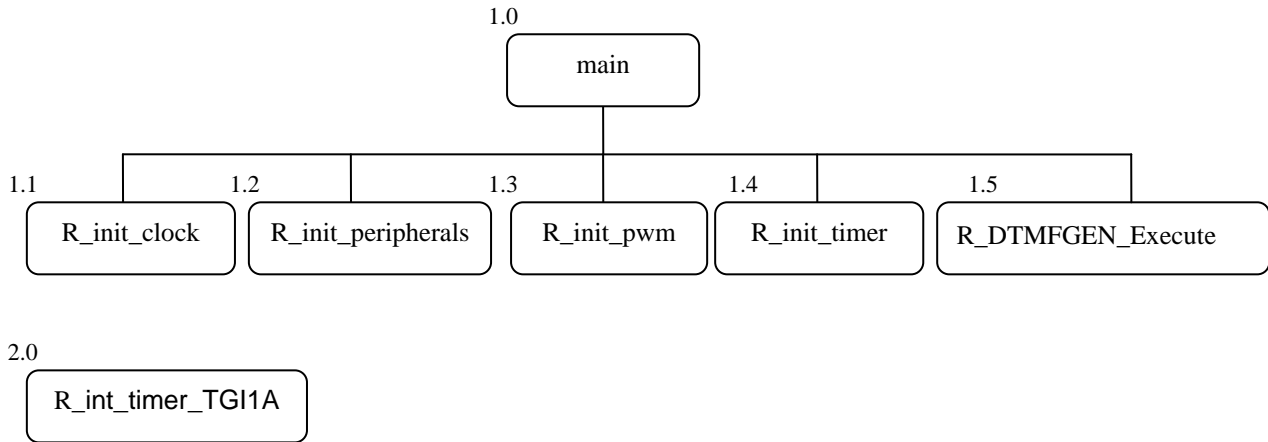 1.0
main
1.1 1.2 1.3 1.4 1.5
R_init_clock R_init_peripherals R_init_pwm R_init_timer R_DTMFGEN_Execute
2.0
R_int_timer_TGI1A